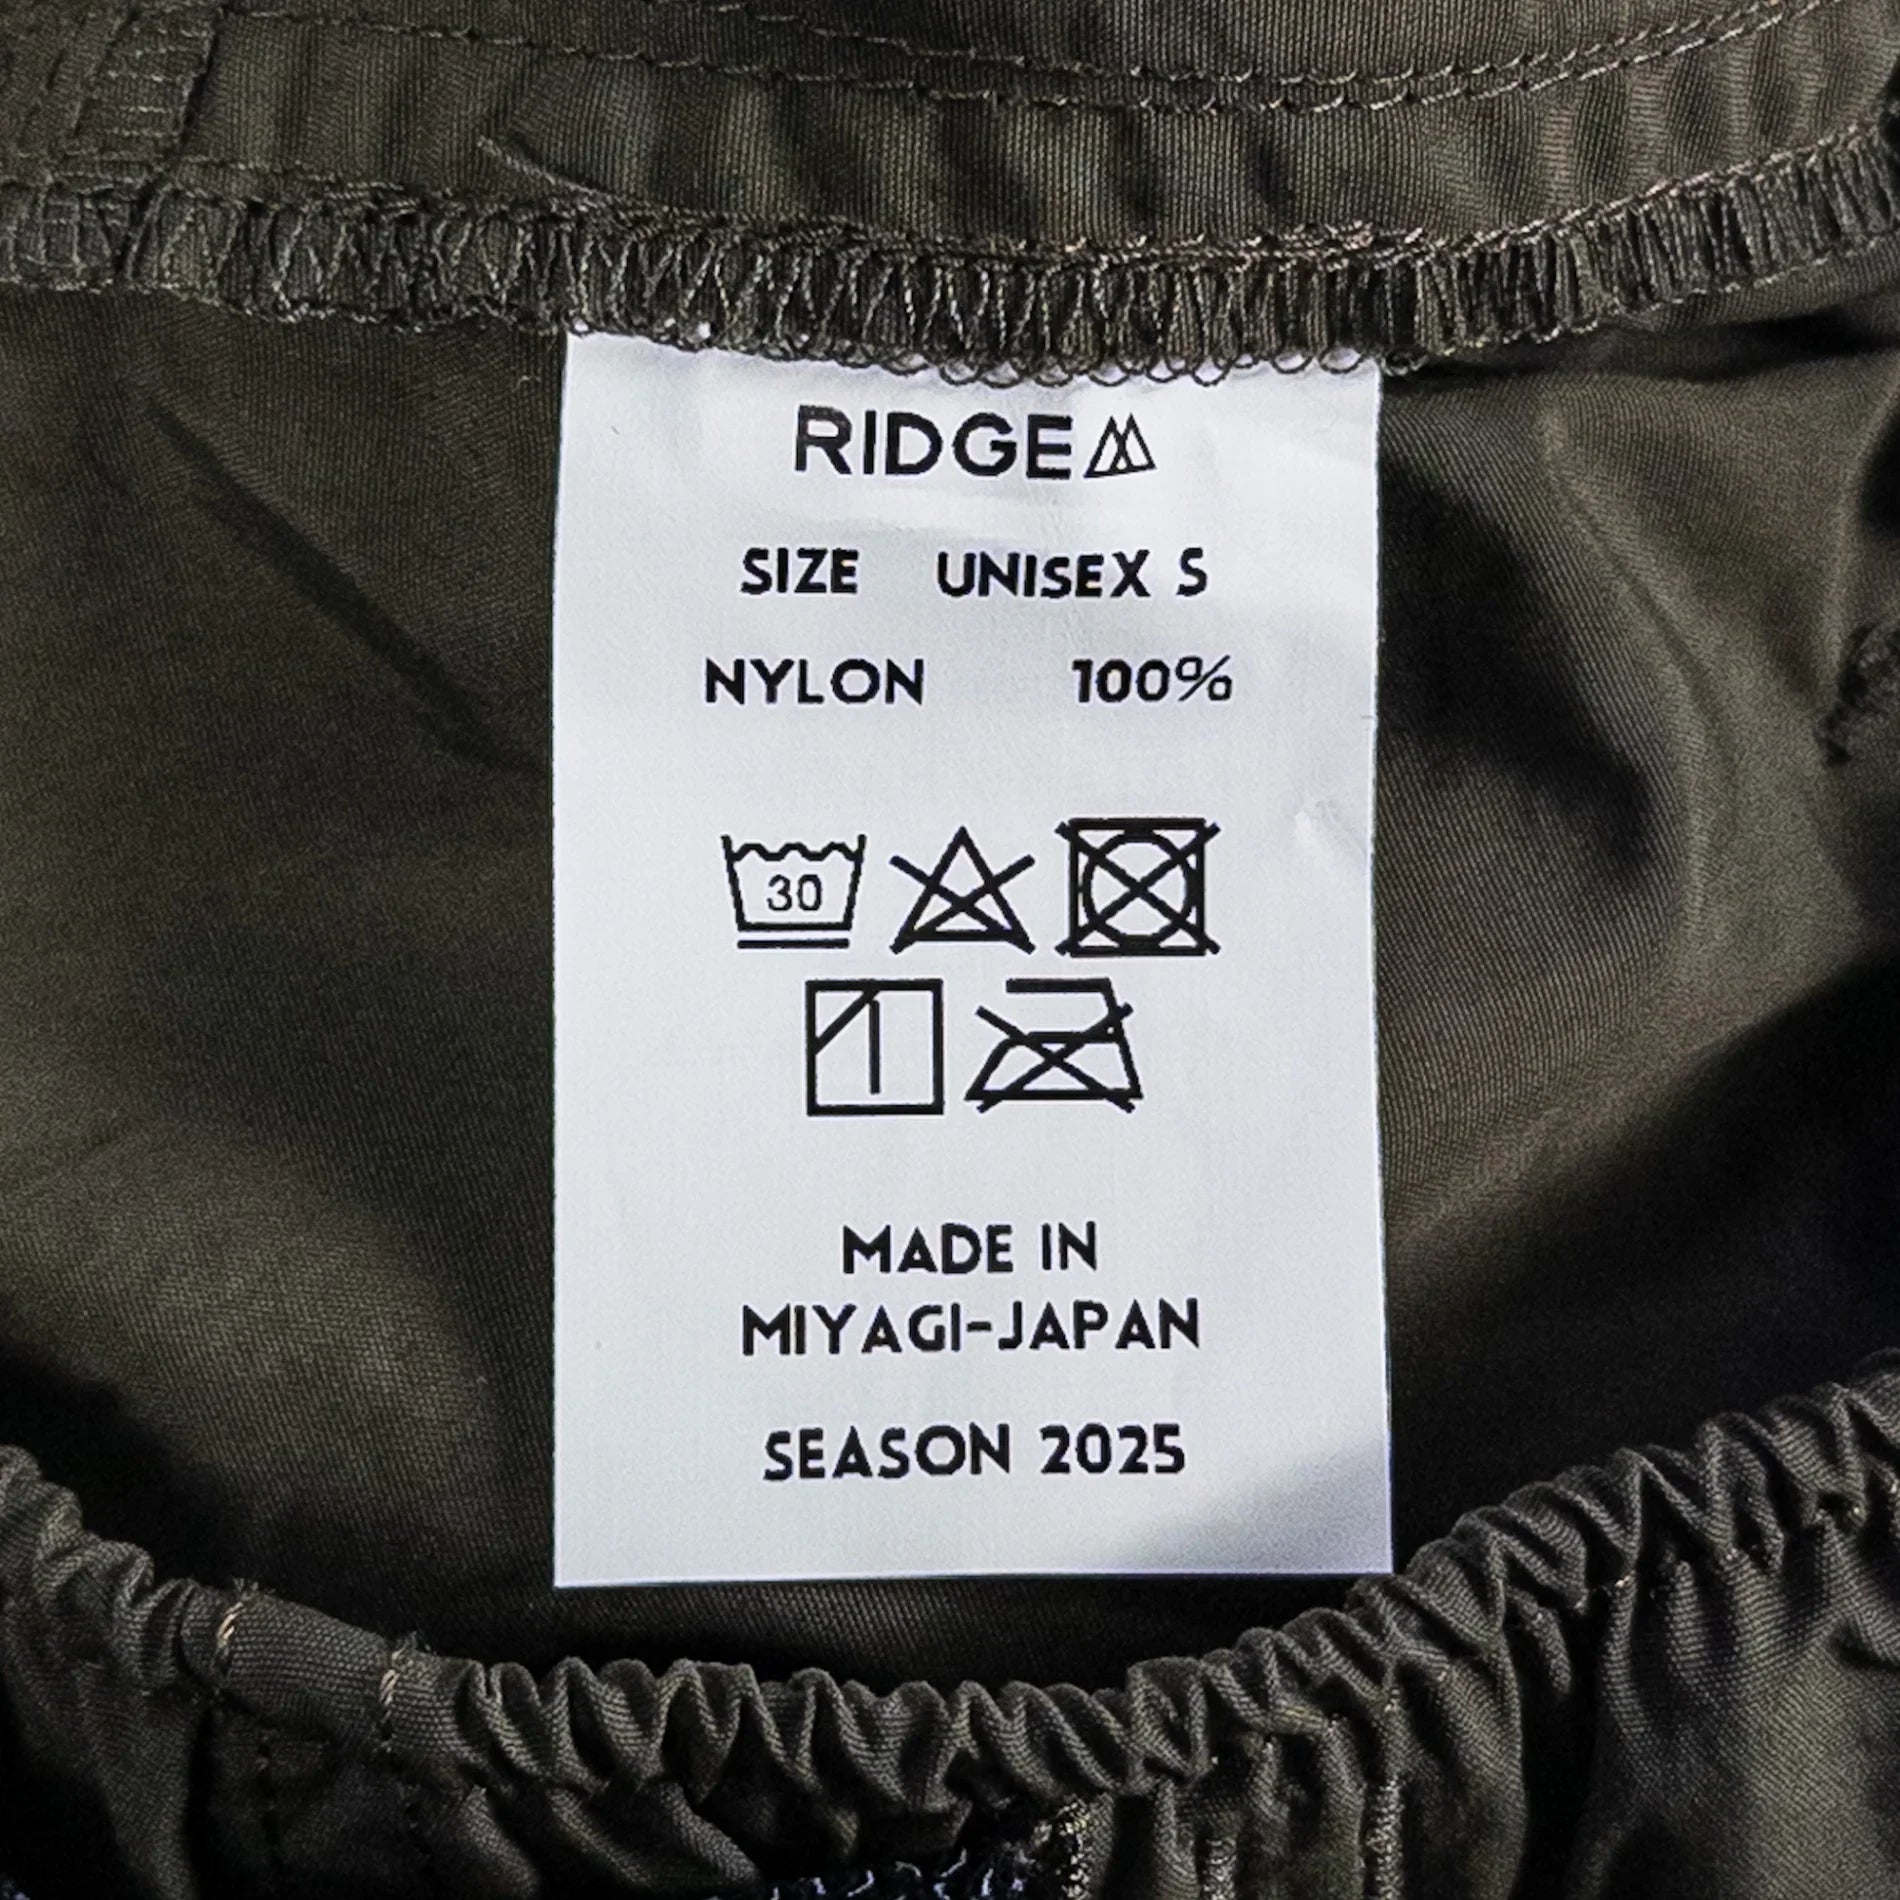 RIDGE
SIZE UNISEX S
NYLON 100%
30
MADE IN
MIYAGI-JAPAN
SEASON 2025